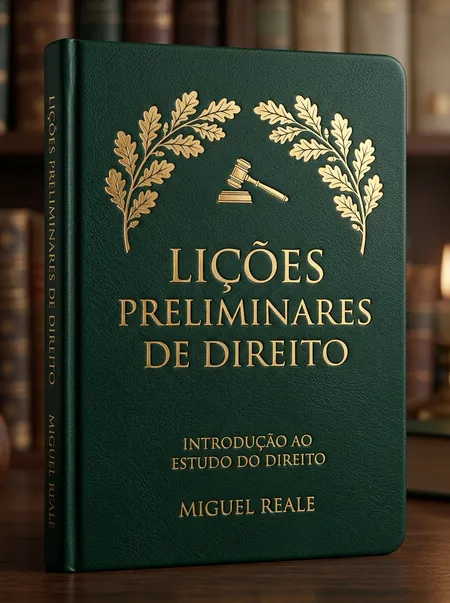 LIÇÕES PRELIMINARES DE DIREITO MIGUEL REALE
LIÇÕES
PRELIMINARES
DE DIREITO
INTRODUÇÃO AO
ESTUDO DO DIREITO
MIGUEL REALE